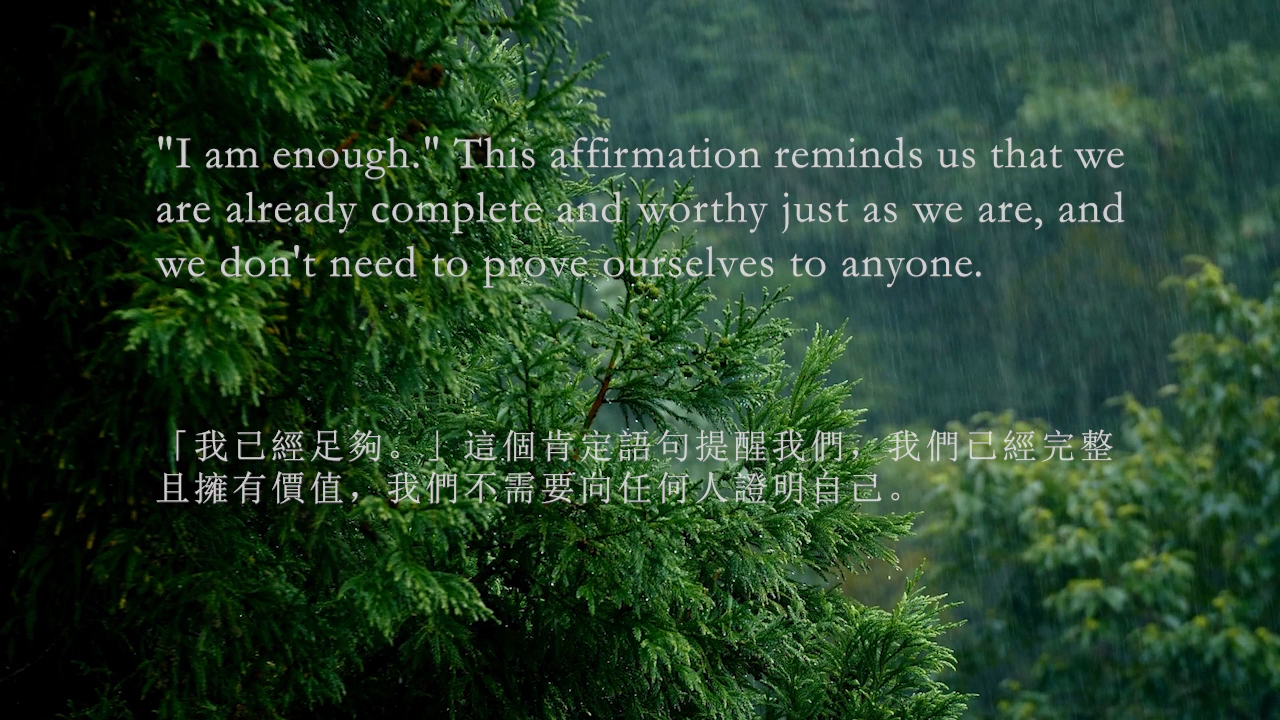 "I am enough." This affirmation reminds us that we
are already complete and worthy just as we are, and
we don't need to prove ourselves to anyone.
「我已經足夠。」這個肯定語句提醒我們，我們已經完整
且擁有價值，我們不需要向任何人證明自己。